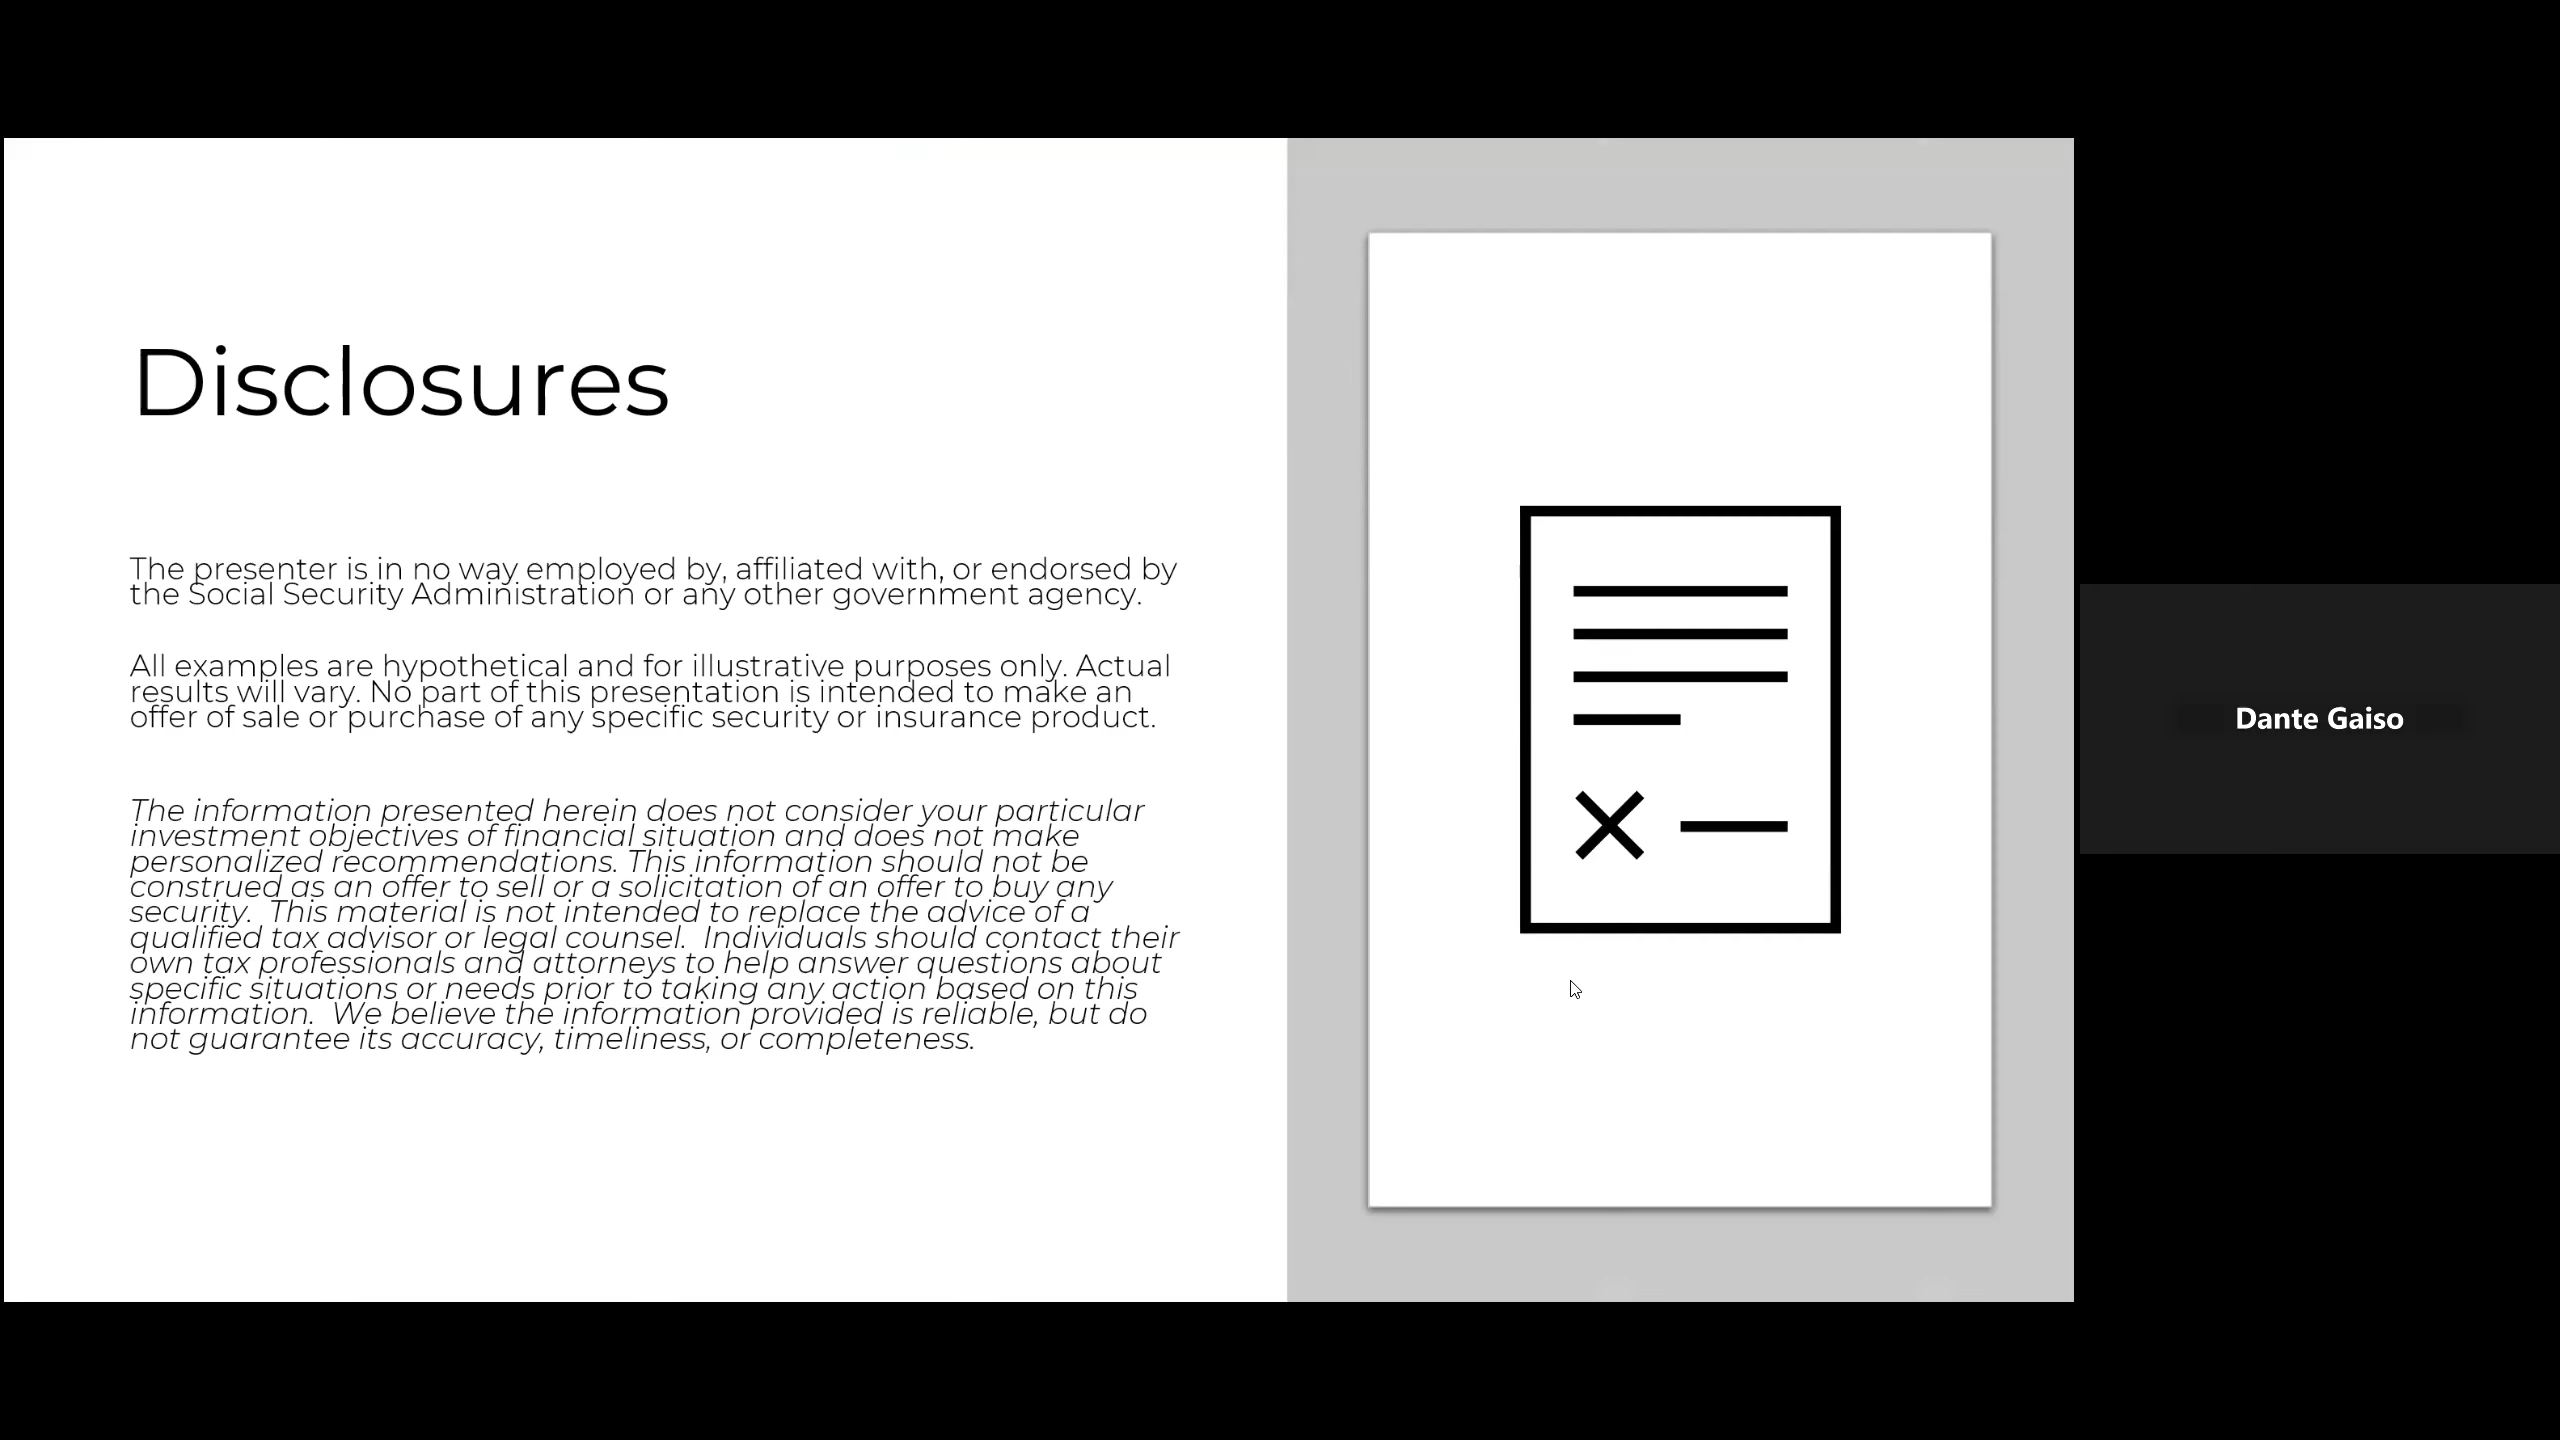 Disclosures
The presenter is in no way employed by, affiliated with, or endorsed by
the Social Security Administration or any other government agency.
All examples are hypothetical and for illustrative purposes only. Actual
results will vary. No part of this presentation is intended to make an
offer of sale or purchase of any specific security or insurance product.
The information presented herein does not consider your particular
investment objectives of financial situation and does not make
personalized recommendations. This information should not be
construed as an offer to sell or a solicitation of an offer to buy any
security.  This material is not intended to replace the advice of a
qualified tax advisor or legal counsel.  Individuals should contact their
own tax professionals and attorneys to help answer questions about
specific situations or needs prior to taking any action based on this
information.  We believe the information provided is reliable, but do
not guarantee its accuracy, timeliness, or completeness.
Dante Gaiso